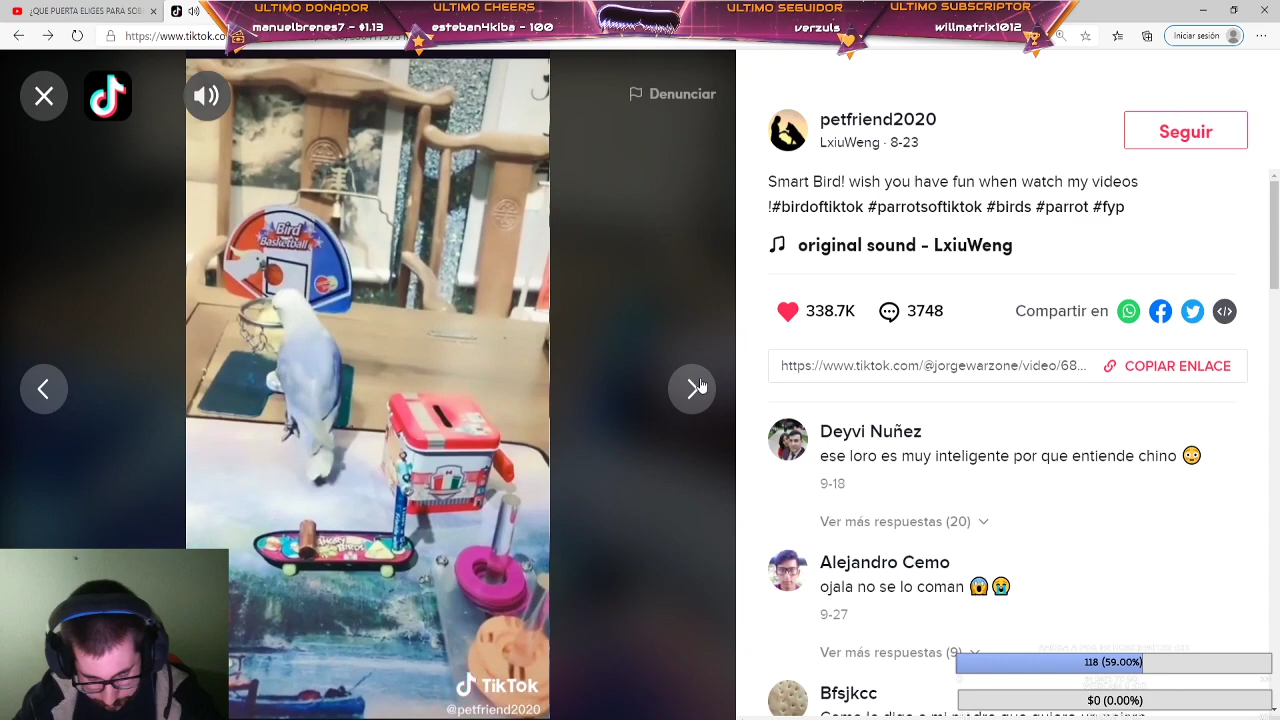 ¿QUERESTA ELIGES PARA SOB
ULTIMO DONADOR
manuelbrenes7 - $1.13
ULTIMO CHEERS
esteban4kiba - 100
ULTIMO SEGUIDOR
verzuls
ULTIMO SUBSCRIPTOR
willmatrix1012
https://www.tiktok.co
Iniciar sesión
Denunciar
petfriend2020
LxiuWeng · 8-23
Seguir
Smart Bird! wish you have fun when watch my videos
!#birdoftiktok #parrotsoftiktok #birds #parrot #fyp
original sound - LxiuWeng
338.7K
3748
Compartir en
https://www.tiktok.com/@jorgewarzone/video/68...
COPIAR ENLACE
Deyvi Nuñez
ese loro es muy inteligente por que entiende chino 😳
9-18
Ver más respuestas (20)
Alejandro Cemo
ojala no se lo coman 😱😭
9-27
Ver más respuestas (9)
118 (59.00%)
Bfsjkcc
$0 (0.00%)
Bird
Basketball
TikTok
@petfriend2020